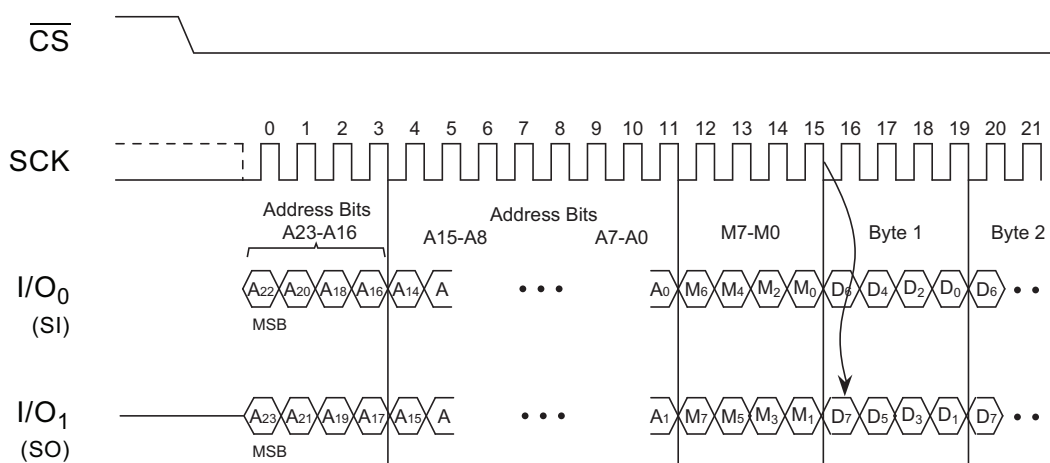 CS
0 1 2 3 4 5 6 7 8 9 10 11 12 13 14 15 16 17 18 19 20 21
SCK
Address Bits
A23-A16
Address Bits
A15-A8 A7-A0 M7-M0 Byte 1 Byte 2
I/O0
(SI)
A22 A20 A18 A16 A14 A • • • A0 M6 M4 M2 M0 D6 D4 D2 D0 D6 • •
MSB
I/O1
(SO)
A23 A21 A19 A17 A15 A • • • A1 M7 M5 M3 M1 D7 D5 D3 D1 D7 • •
MSB